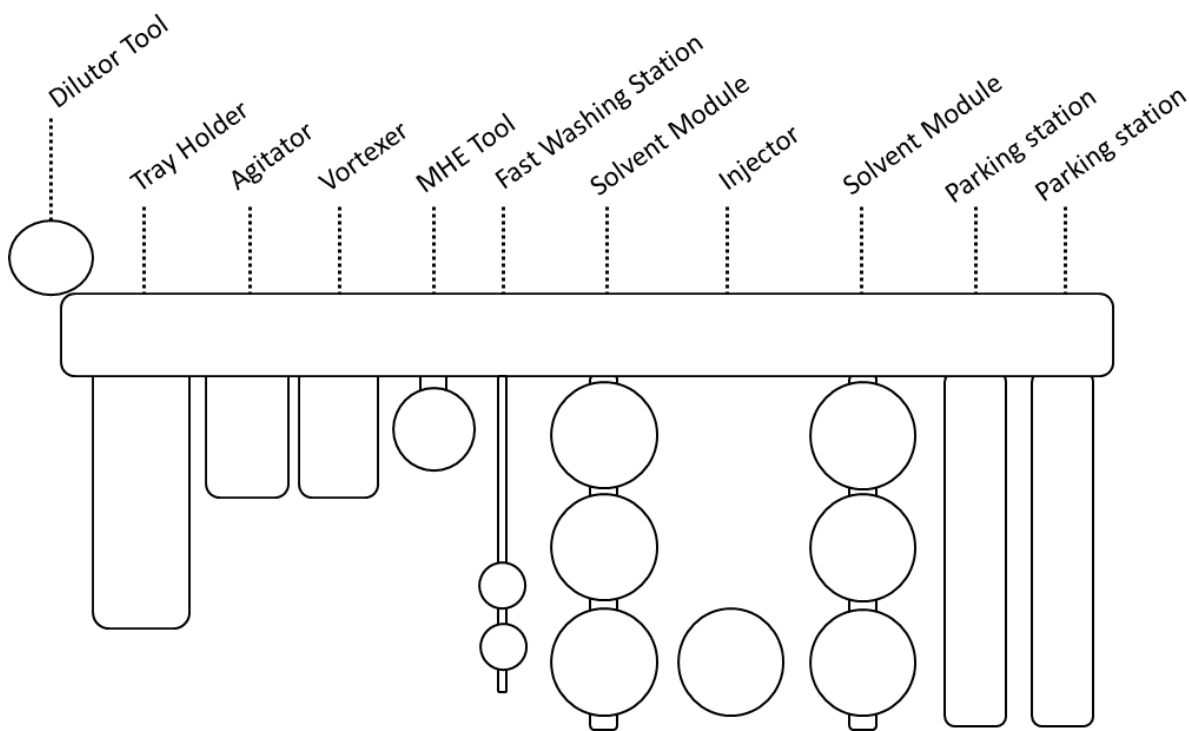 Dilutor Tool
Tray Holder
Agitator
Vortexer
MHE Tool
Fast Washing Station
Solvent Module
Injector
Solvent Module
Parking station
Parking station